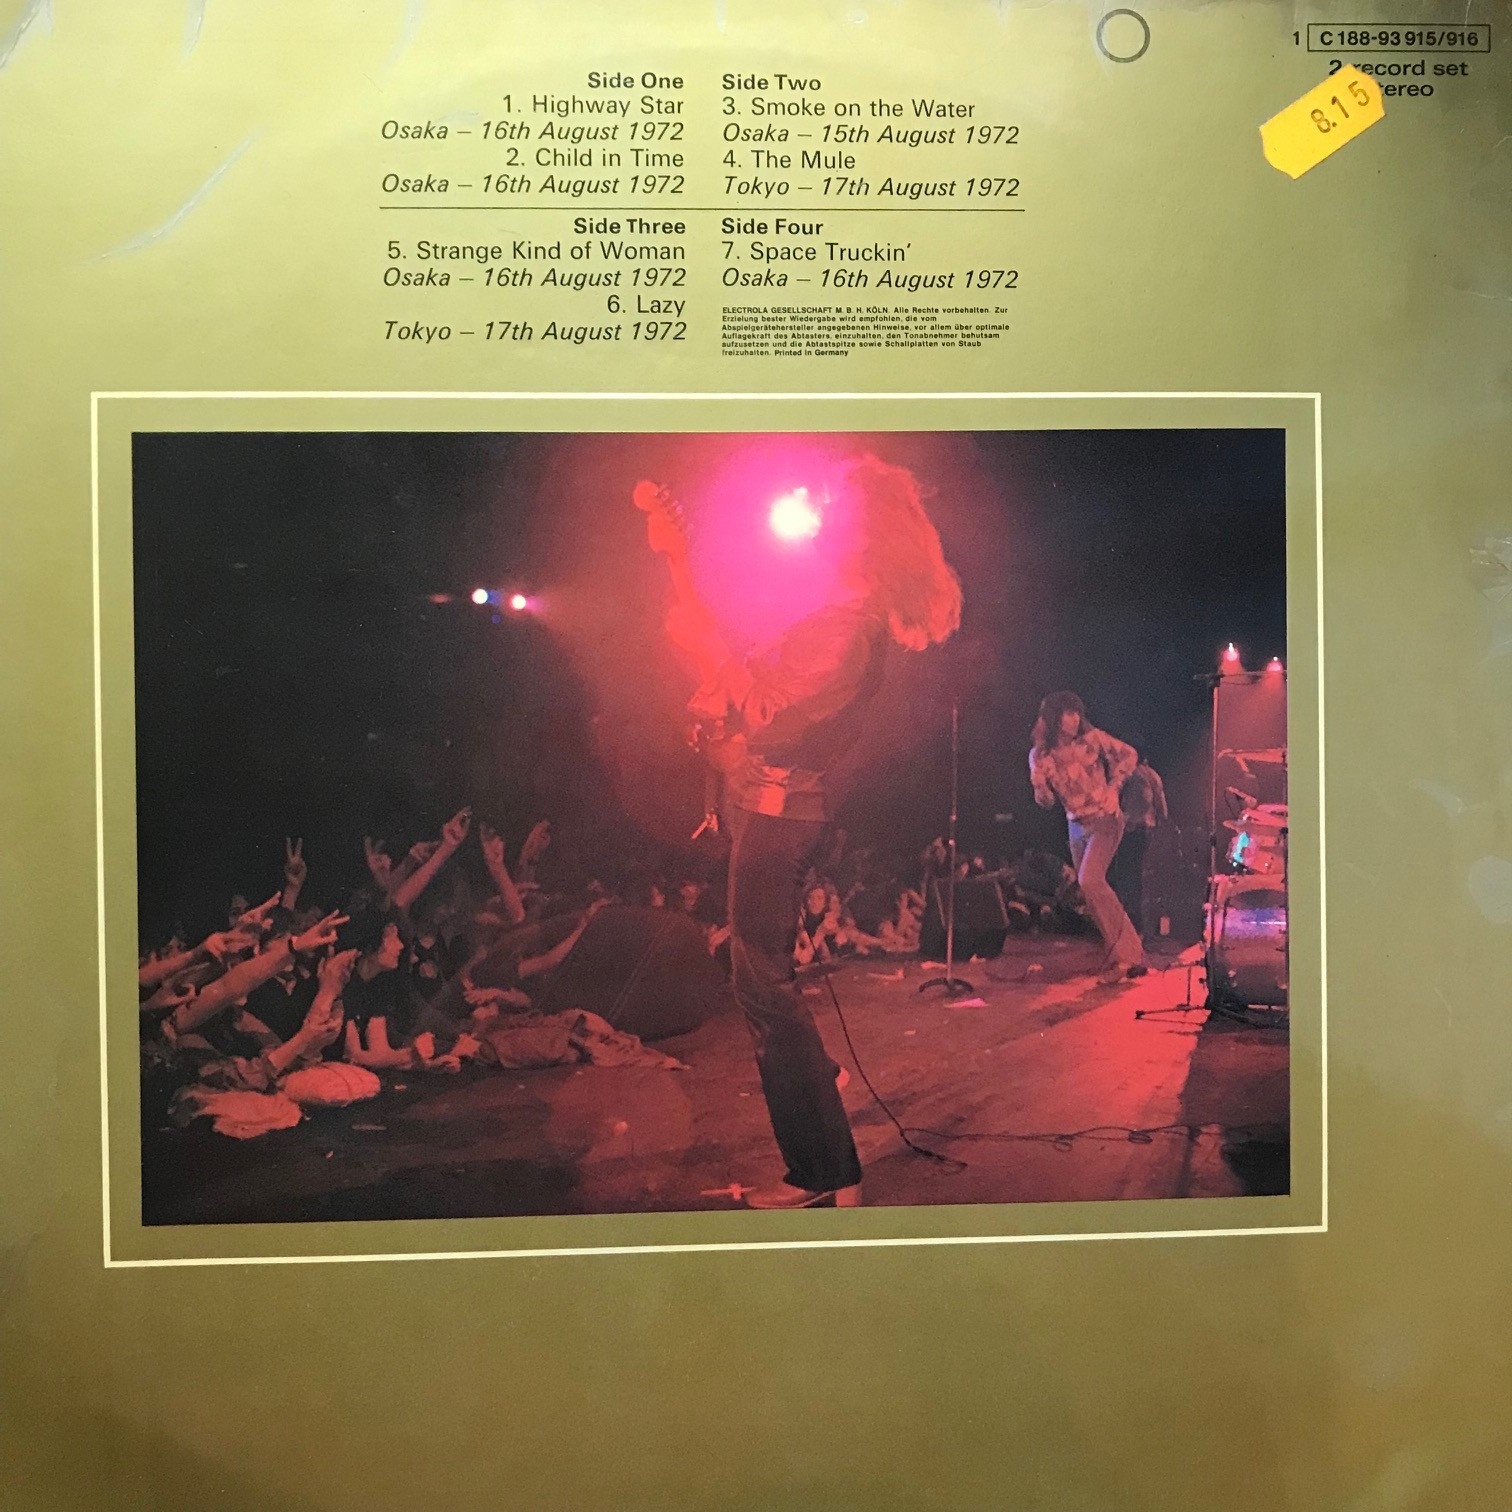 1 C 188-93 915/916
2 record set
8.15
Side One
1. Highway Star
Osaka – 16th August 1972
2. Child in Time
Osaka – 16th August 1972
Side Two
3. Smoke on the Water
Osaka – 15th August 1972
4. The Mule
Tokyo – 17th August 1972
Side Three
5. Strange Kind of Woman
Osaka – 16th August 1972
6. Lazy
Tokyo – 17th August 1972
Side Four
7. Space Truckin'
Osaka – 16th August 1972
ELECTROLA GESELLSCHAFT M. B. H. KÖLN. Alle Rechte vorbehalten. Zur
Erzielung bester Wiedergabe wird empfohlen, die vom
Abspielgerätehersteller angegebenen Hinweise, vor allem über optimale
Auflagekraft des Abtasters, einzuhalten, den Tonabnehmer behutsam
aufzusetzen und die Abtastspitze sowie Schallplatten von Staub
freizuhalten. Printed in Germany